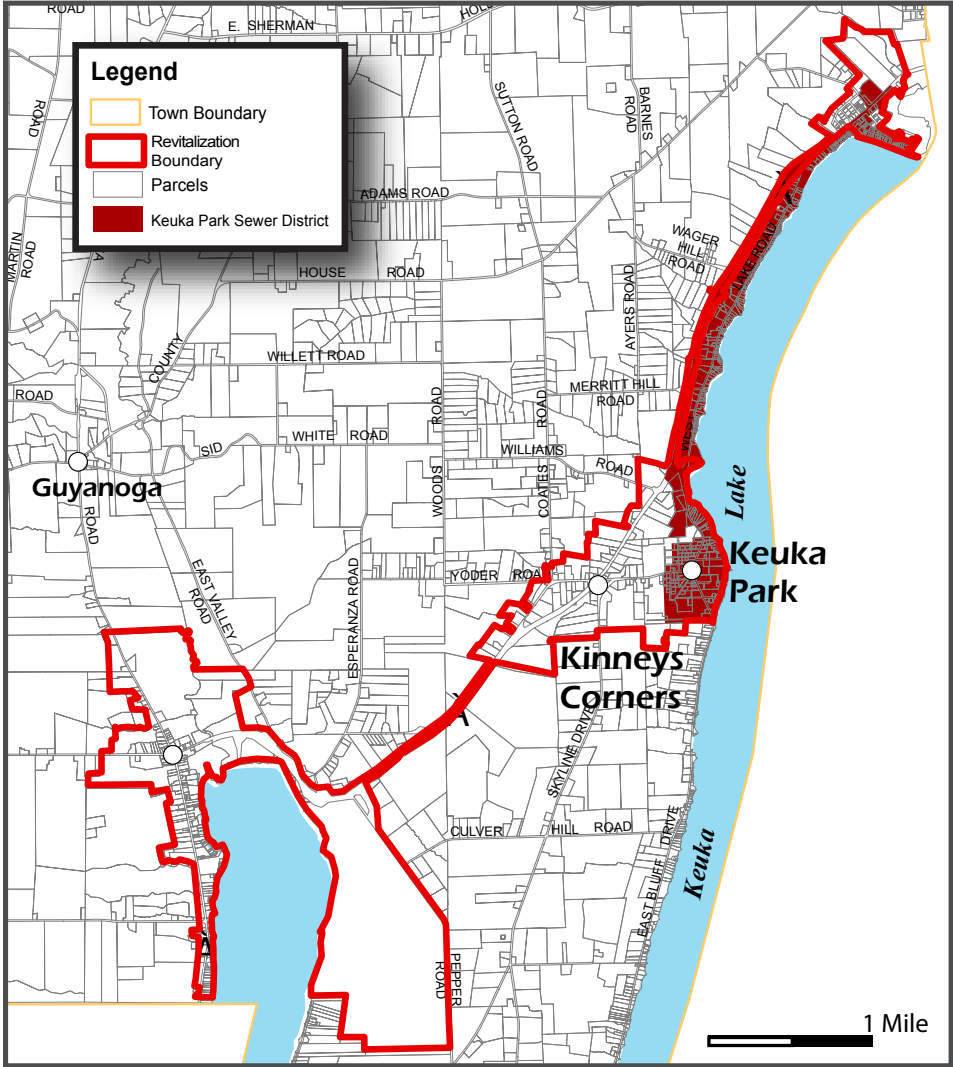 ROAD
E. SHERMAN
HOLL
Legend
Town Boundary
Revitalization
Boundary
Parcels
Keuka Park Sewer District
ROAD
SUTTON ROAD
BARNES
ROAD
ADAMS ROAD
MARTIN
ROAD
A
WAGER
HILL
ROAD
LAKE ROAD
HOUSE ROAD
AYERS ROAD
COUNTY
WILLETT ROAD
MERRITT HILL
ROAD
ROAD
ROAD
ROAD
WEST
SID WHITE ROAD
WILLIAMS
ROAD
Guyanoga
WOODS
COATES
Lake
ROAD
Keuka
Park
EAST VALLEY
ROAD
YODER ROA
ESPERANZA ROAD
Kinneys
Corners
À
SKYLINE DRIVE
CULVER HILL ROAD
EAST BLUFF DRIVE
Keuka
À
PEPPER
ROAD
1 Mile